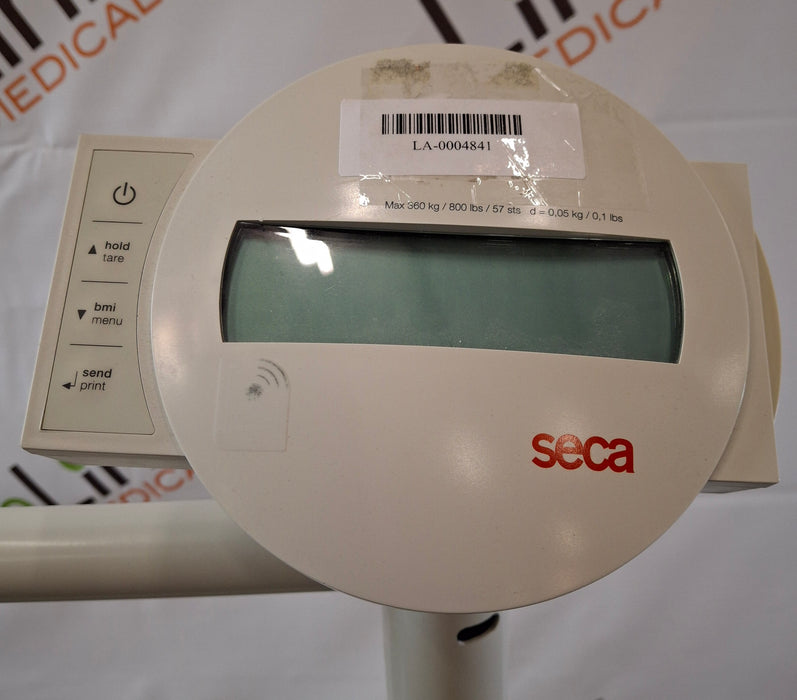 MEDICAL
EDICAL
LA-0004841
Max 360 kg / 800 lbs / 57 sts d = 0,05 kg / 0,1 lbs
hold
tare
bmi
menu
send
print
seca
MEDICA